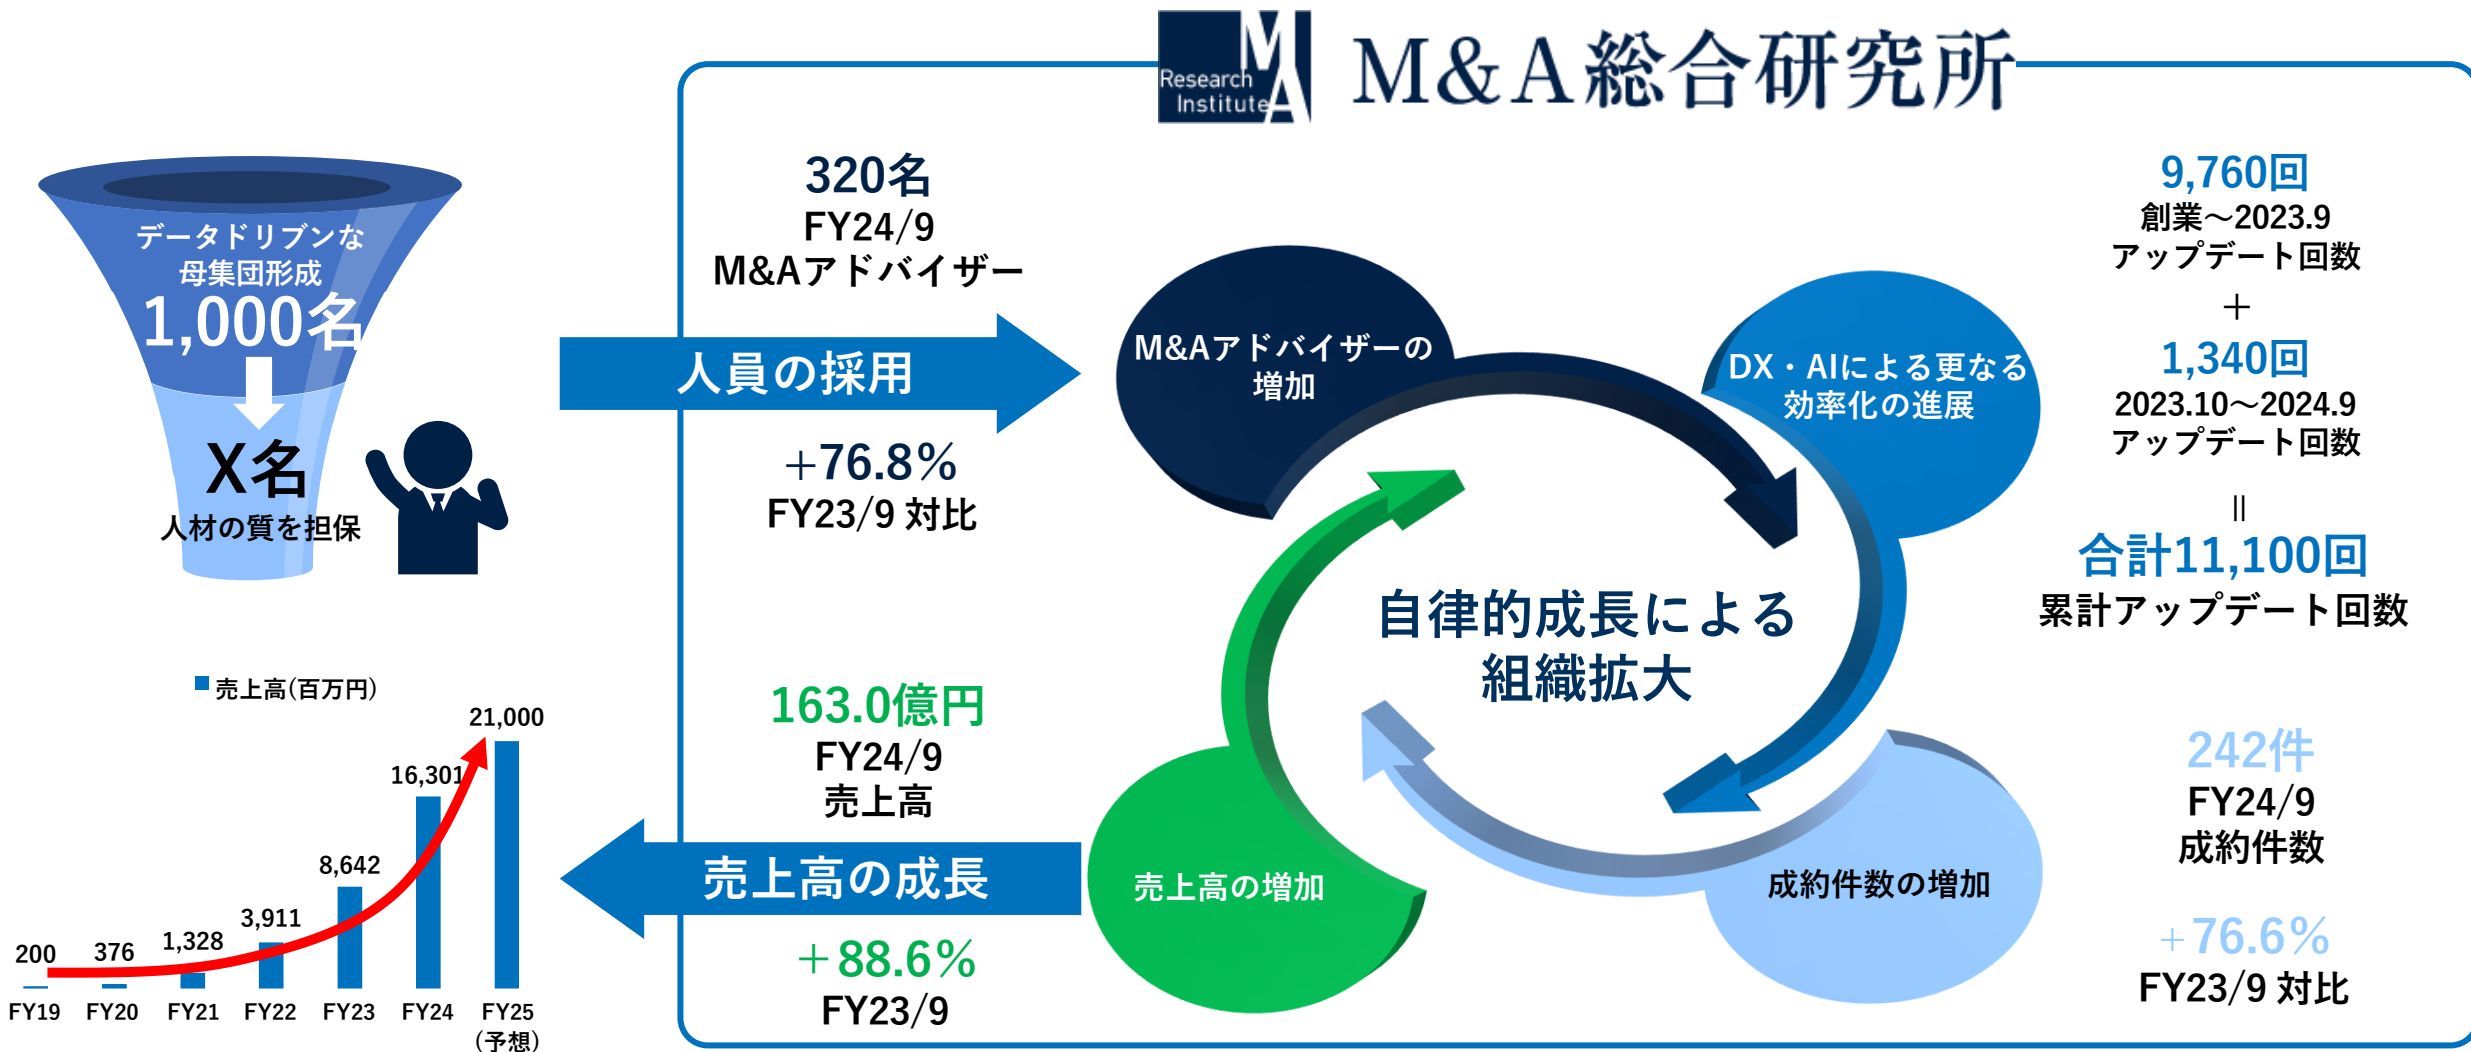 Research
Institute
MA
M&A総合研究所
データドリブンな
母集団形成
1,000名
X名
人材の質を担保
320名
FY24/9
M&Aアドバイザー
人員の採用
+76.8%
FY23/9 対比
M&Aアドバイザーの
増加
DX・AIによる更なる
効率化の進展
9,760回
創業～2023.9
アップデート回数
+
1,340回
2023.10～2024.9
アップデート回数
॥
合計11,100回
累計アップデート回数
自律的成長による
組織拡大
売上高(百万円)
200
376
1,328
3,911
8,642
16,301
21,000
FY19
FY20
FY21
FY22
FY23
FY24
FY25
(予想)
163.0億円
FY24/9
売上高
売上高の成長
+88.6%
FY23/9
売上高の増加
成約件数の増加
242件
FY24/9
成約件数
+76.6%
FY23/9 対比